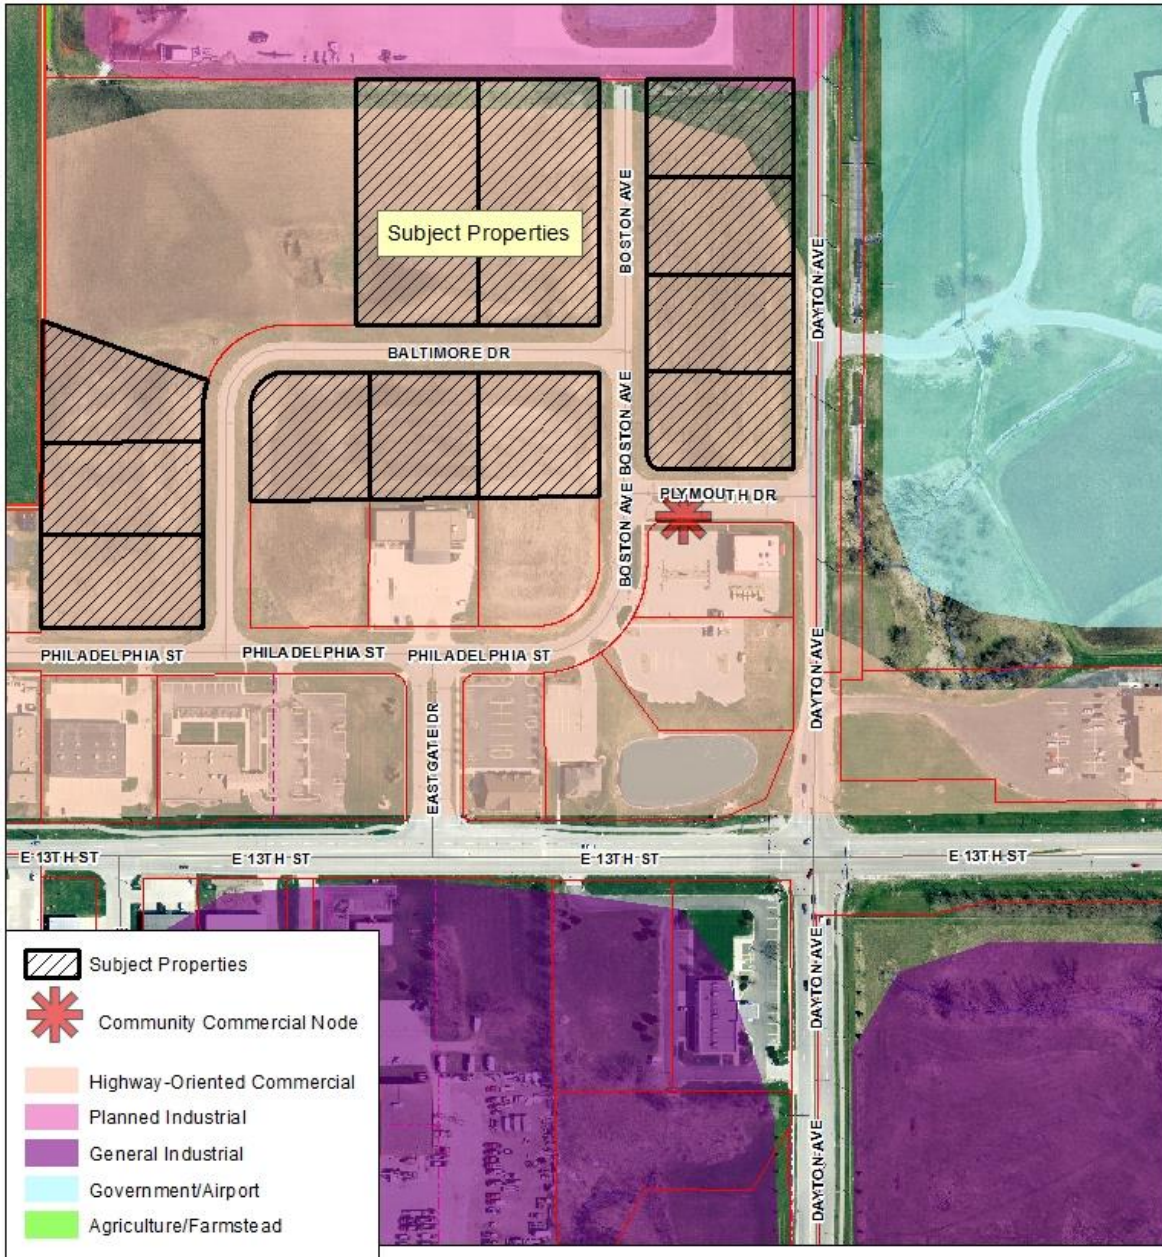 BOSTON AVE
Subject Properties
DAYTON AVE
BALTIMORE DR
BOSTON AVE
PLYMOUTH DR
BOSTON AVE
PHILADELPHIA ST
PHILADELPHIA ST
PHILADELPHIA ST
DAYTON AVE
EAST GATE DR
E 13TH ST
E 13TH ST
E 13TH ST
E 13TH ST
DAYTON AVE
DAYTON AVE
Subject Properties
Community Commercial Node
Highway-Oriented Commercial
Planned Industrial
General Industrial
Government/Airport
Agriculture/Farmstead